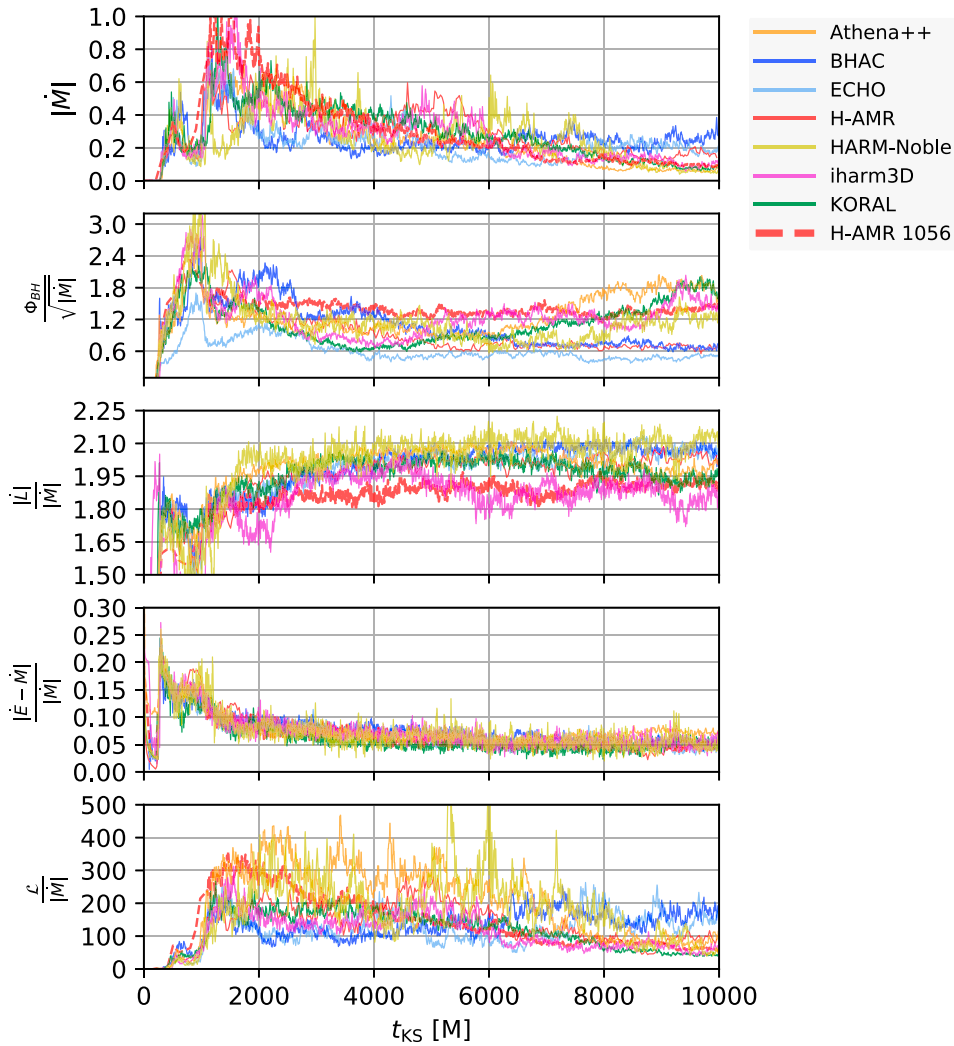 |Ṁ|
1.0
0.8
0.6
0.4
0.2
0.0
Athena++
BHAC
ECHO
H-AMR
HARM-Noble
iharm3D
KORAL
H-AMR 1056
Φ_BH / √|Ṁ|
3.0
2.4
1.8
1.2
0.6
|L̇| / |Ṁ|
2.25
2.10
1.95
1.80
1.65
1.50
|Ė − Ṁ| / |Ṁ|
0.30
0.25
0.20
0.15
0.10
0.05
0.00
ℒ / |Ṁ|
500
400
300
200
100
0
0 2000 4000 6000 8000 10000
t_KS [M]